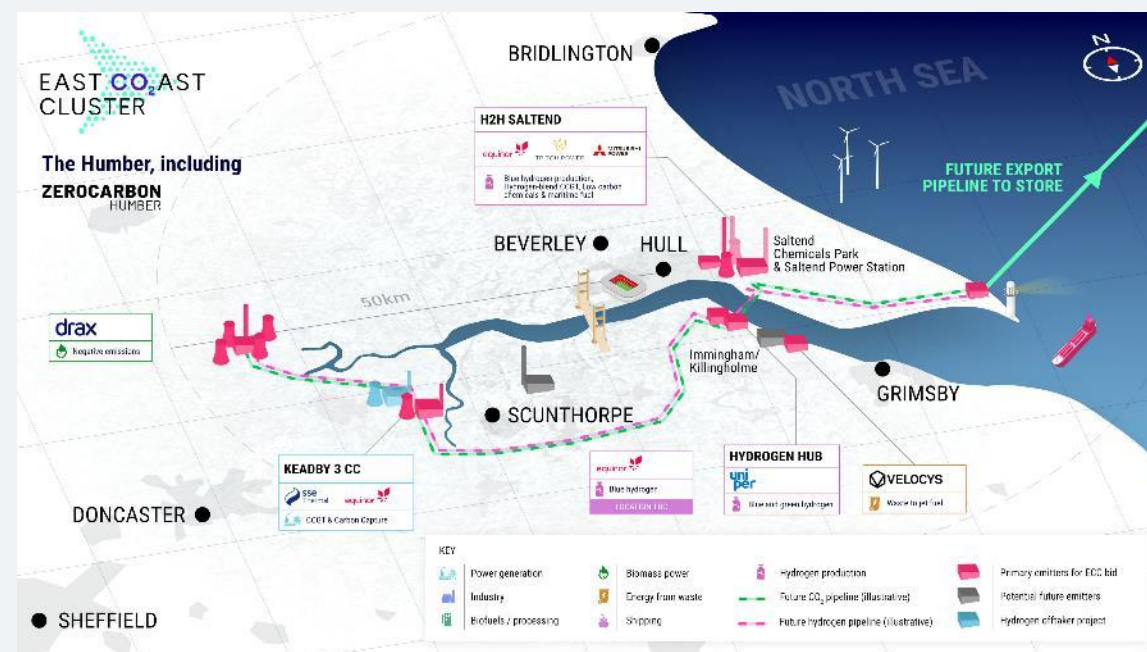 EAST CO₂AST
CLUSTER
The Humber, including
ZEROCARBON
HUMBER
BRIDLINGTON
NORTH SEA
N
H2H SALTEND
equinor
MITSUBISHI
POWER
Blue hydrogen production,
Hydrogen-blend CCGT, Low carbon
chemicals & maritime fuel
FUTURE EXPORT
PIPELINE TO STORE
BEVERLEY
HULL
Saltend
Chemicals Park
& Saltend Power Station
50km
drax
Negative emissions
Immingham/
Killingholme
GRIMSBY
SCUNTHORPE
KEADBY 3 CC
sse
Thermal
equinor
CCGT & Carbon Capture
equinor
Blue hydrogen
LOCATION TBC
HYDROGEN HUB
uni
per
Blue and green hydrogen
VELOCYS
Waste to jet fuel
DONCASTER
SHEFFIELD
KEY
Power generation
Industry
Biofuels / processing
Biomass power
Energy from waste
Shipping
Hydrogen production
Future CO₂ pipeline (illustrative)
Future hydrogen pipeline (illustrative)
Primary emitters for ECC bid
Potential future emitters
Hydrogen offtaker project